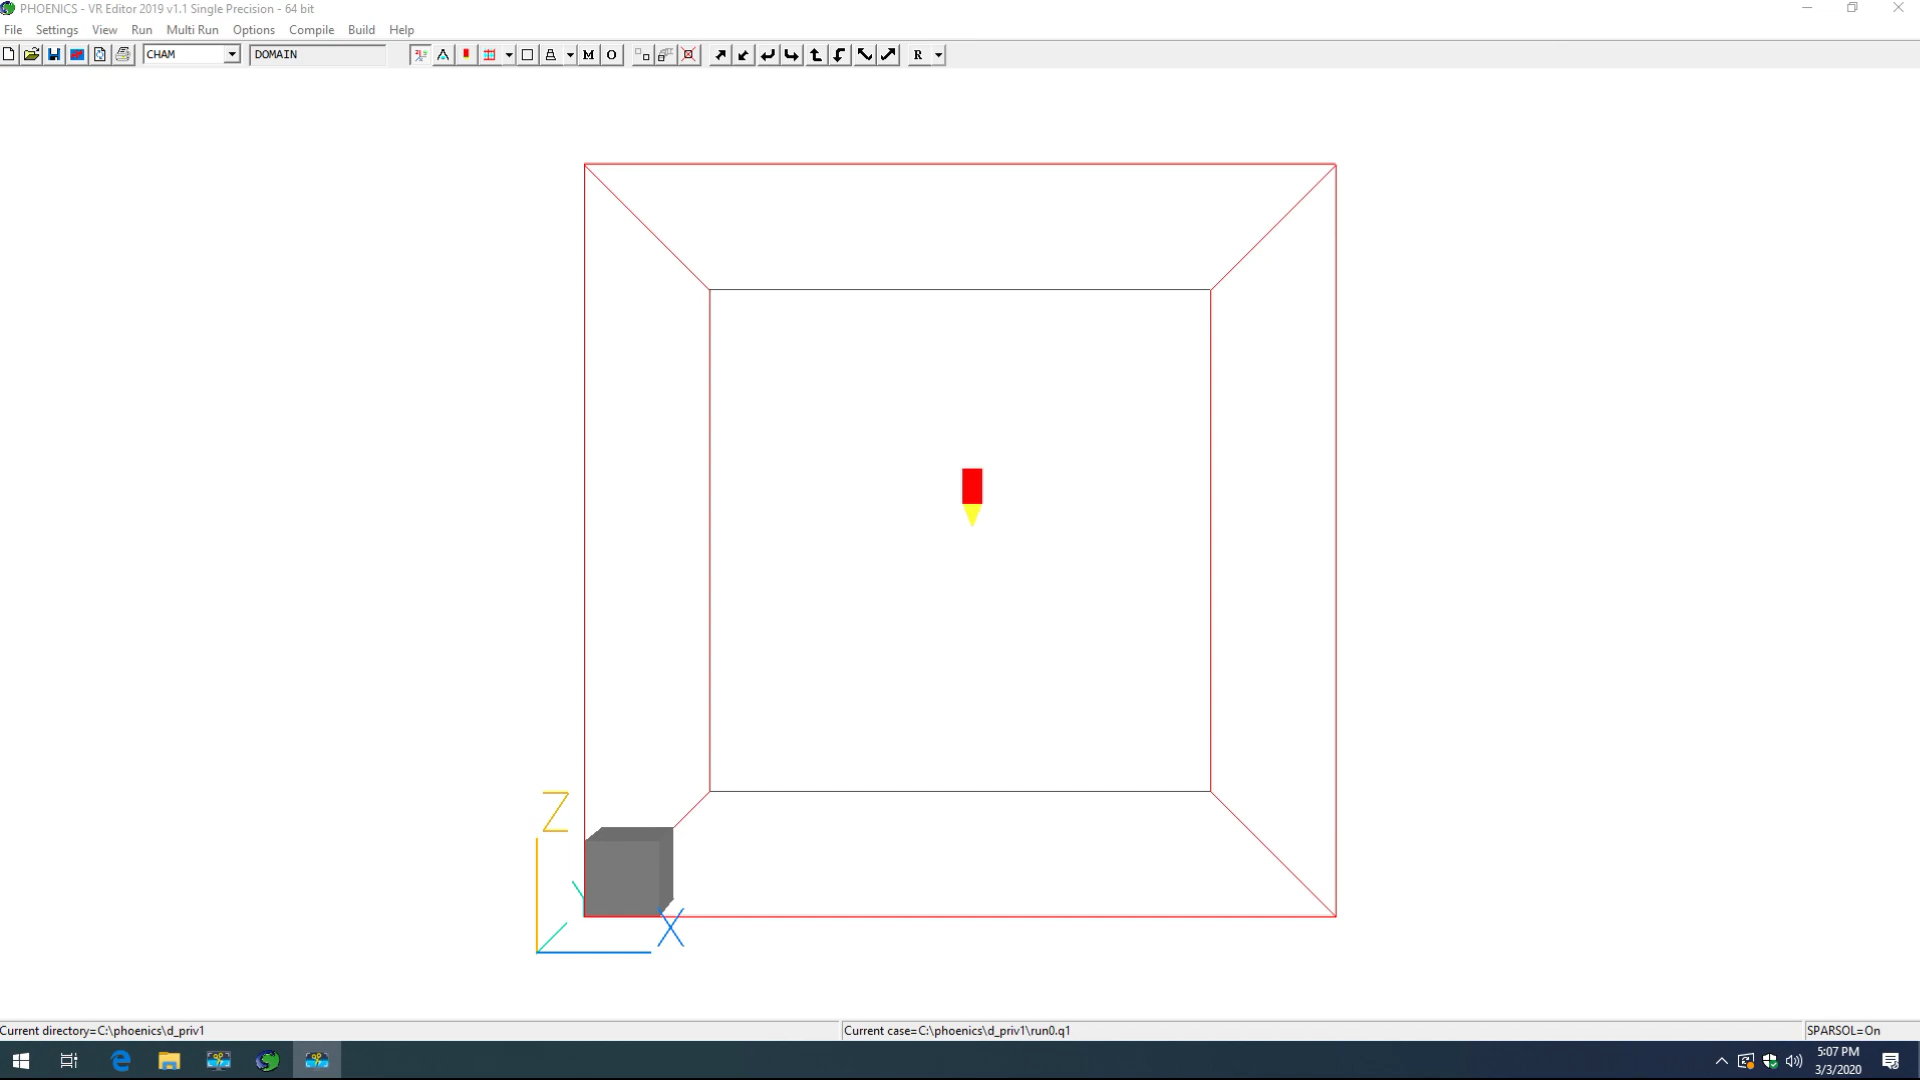 PHOENICS - VR Editor 2019 v1.1 Single Precision - 64 bit
File Settings View Run Multi Run Options Compile Build Help
CHAM DOMAIN M O R
Z
X
Current directory=C:\phoenics\d_priv1 Current case=C:\phoenics\d_priv1\run0.q1 SPARSOL=On
5:07 PM
3/3/2020